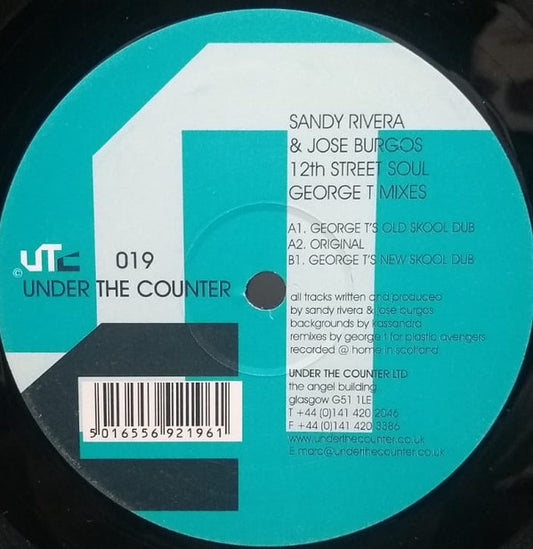 SANDY RIVERA
& JOSE BURGOS
12th STREET SOUL
GEORGE T MIXES
A1. GEORGE T'S OLD SKOOL DUB
A2. ORIGINAL
B1. GEORGE T'S NEW SKOOL DUB
UTC
© 019
UNDER THE COUNTER
all tracks written and produced
by sandy rivera & jose burgos
backgrounds by kassandra
remixes by george t for plastic avengers
recorded @ home in scotland
UNDER THE COUNTER LTD
the angel building
glasgow G51 1LE
T +44 (0)141 420 2046
F +44 (0)141 420 3386
www.underthecounter.co.uk
E marc@underthecounter.co.uk
5 016556 921961